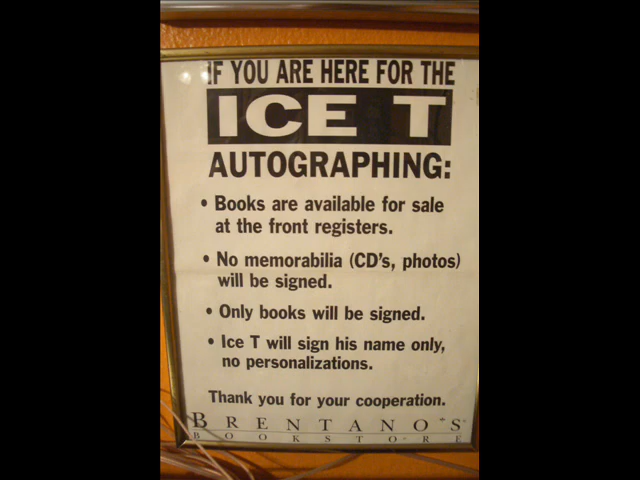 IF YOU ARE HERE FOR THE
ICE T
AUTOGRAPHING:
• Books are available for sale
at the front registers.
• No memorabilia (CD's, photos)
will be signed.
• Only books will be signed.
• Ice T will sign his name only,
no personalizations.
Thank you for your cooperation.
BRENTANO'S
BOOKSTORE